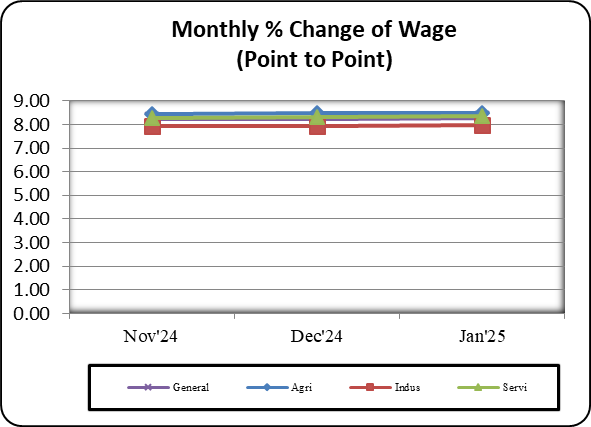 Monthly % Change of Wage
(Point to Point)
9.00
8.00
7.00
6.00
5.00
4.00
3.00
2.00
1.00
0.00
Nov'24 Dec'24 Jan'25
General Agri Indus Servi